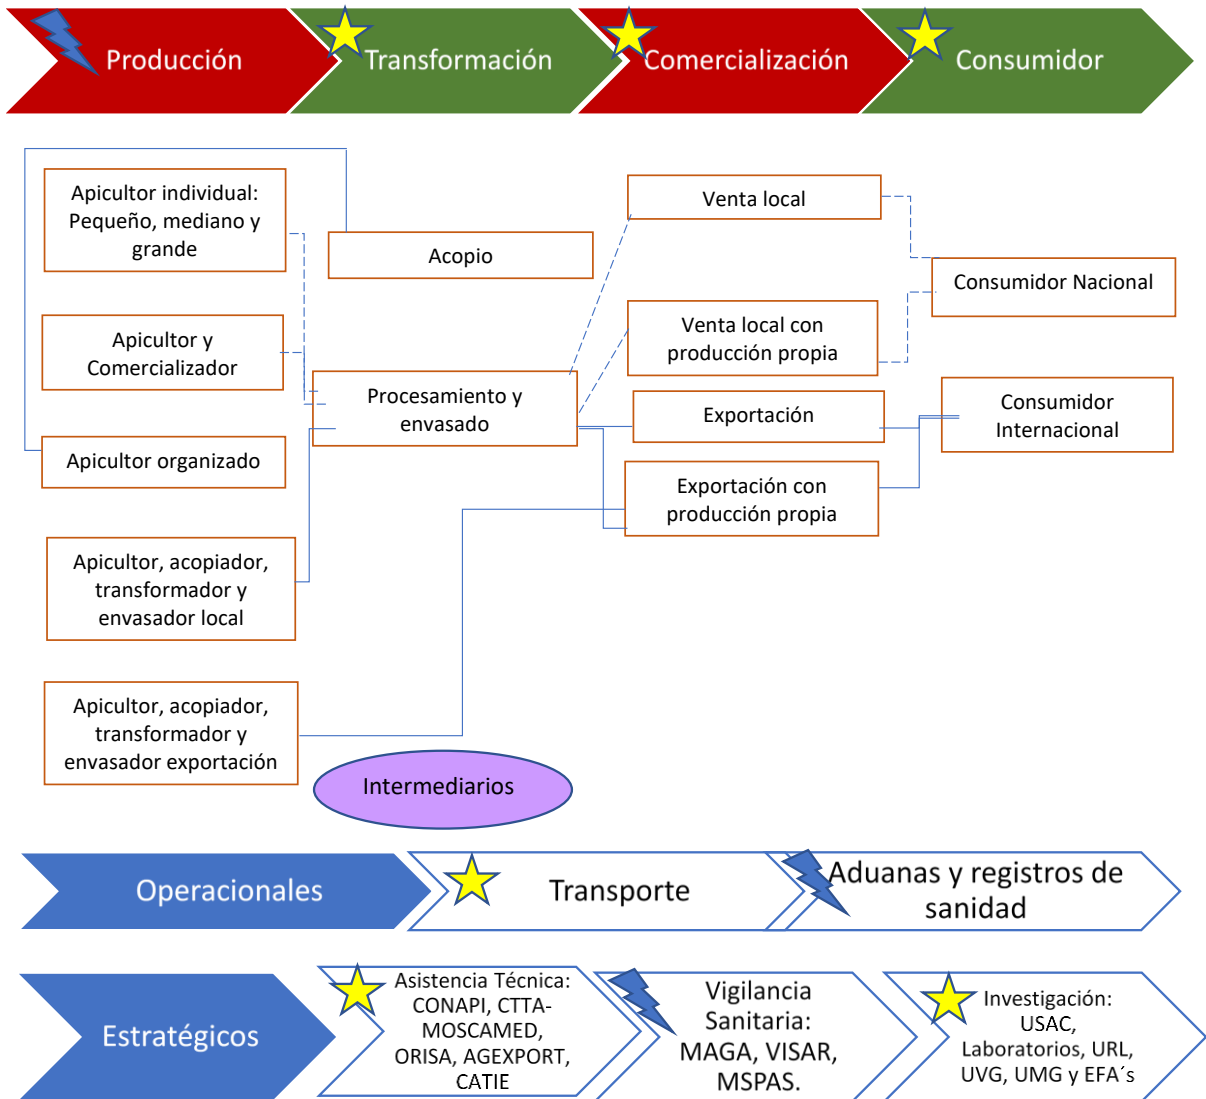 Producción
Transformación
Comercialización
Consumidor
Apicultor individual:
Pequeño, mediano y
grande
Apicultor y
Comercializador
Apicultor organizado
Apicultor, acopiador,
transformador y
envasador local
Apicultor, acopiador,
transformador y
envasador exportación
Acopio
Procesamiento y
envasado
Intermediarios
Venta local
Venta local con
producción propia
Exportación
Exportación con
producción propia
Consumidor Nacional
Consumidor
Internacional
Operacionales
Transporte
Aduanas y registros de
sanidad
Estratégicos
Asistencia Técnica:
CONAPI, CTTA-
MOSCAMED,
ORISA, AGEXPORT,
CATIE
Vigilancia
Sanitaria:
MAGA, VISAR,
MSPAS.
Investigación:
USAC,
Laboratorios, URL,
UVG, UMG y EFA´s